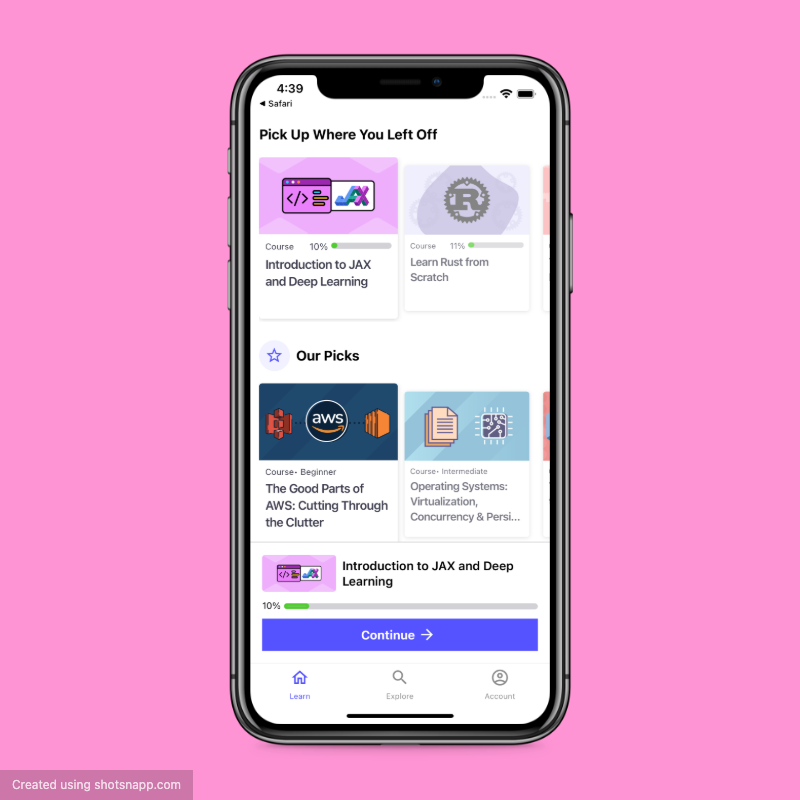 4:39
◀ Safari
Pick Up Where You Left Off
</>
JAX
R
Course 10%
Introduction to JAX
and Deep Learning
Course 11%
Learn Rust from
Scratch
Our Picks
aws
Course• Beginner
The Good Parts of
AWS: Cutting Through
the Clutter
Course• Intermediate
Operating Systems:
Virtualization,
Concurrency & Persi...
</>
JAX
Introduction to JAX and Deep
Learning
10%
Continue →
Learn
Explore
Account
Created using shotsnapp.com